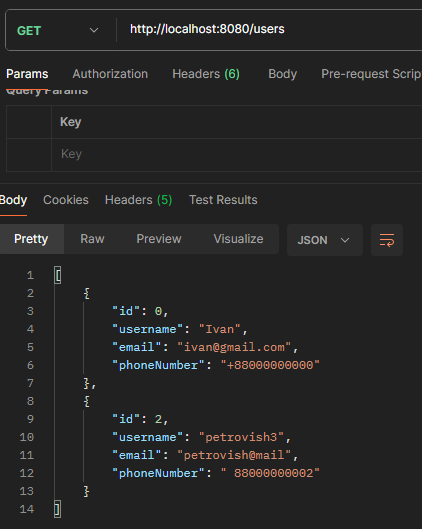 GET http://localhost:8080/users
Params Authorization Headers (6) Body Pre-request Scrip
Query Params
Key
Key
Body Cookies Headers (5) Test Results
Pretty Raw Preview Visualize JSON
1 [
2 {
3 "id": 0,
4 "username": "Ivan",
5 "email": "ivan@gmail.com",
6 "phoneNumber": "+88000000000"
7 },
8 {
9 "id": 2,
10 "username": "petrovish3",
11 "email": "petrovish@mail",
12 "phoneNumber": " 88000000002"
13 }
14 ]